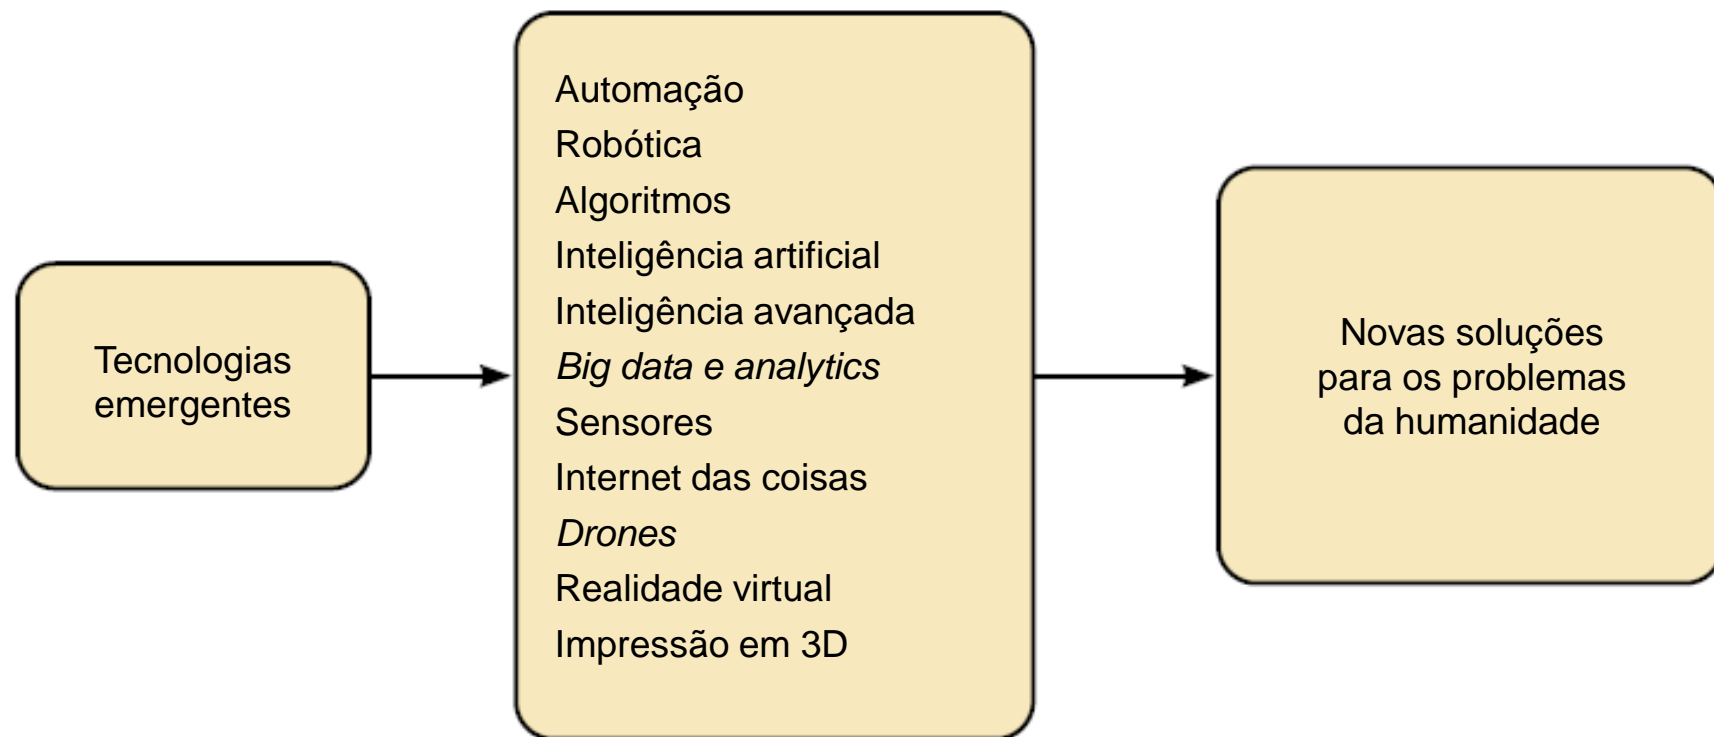 Tecnologias
emergentes
Automação
Robótica
Algoritmos
Inteligência artificial
Inteligência avançada
Big data e analytics
Sensores
Internet das coisas
Drones
Realidade virtual
Impressão em 3D
Novas soluções
para os problemas
da humanidade